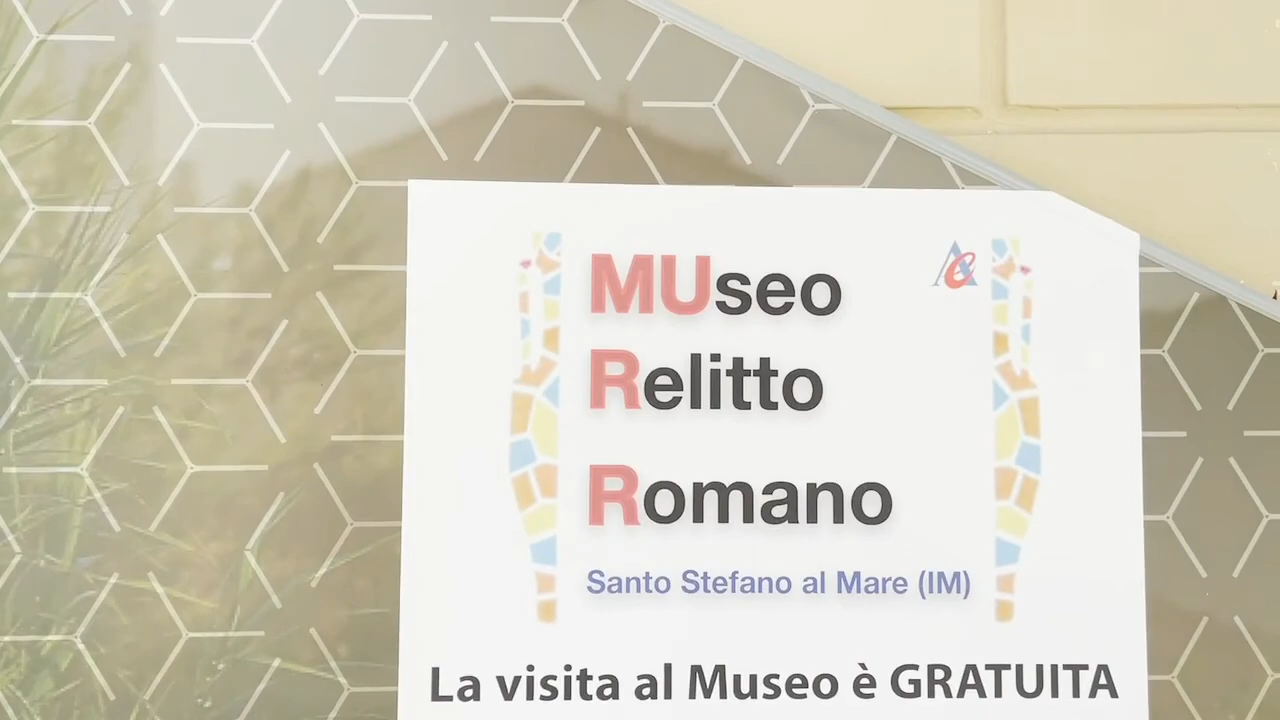 MUseo
Relitto
Romano
Santo Stefano al Mare (IM)
La visita al Museo è GRATUITA